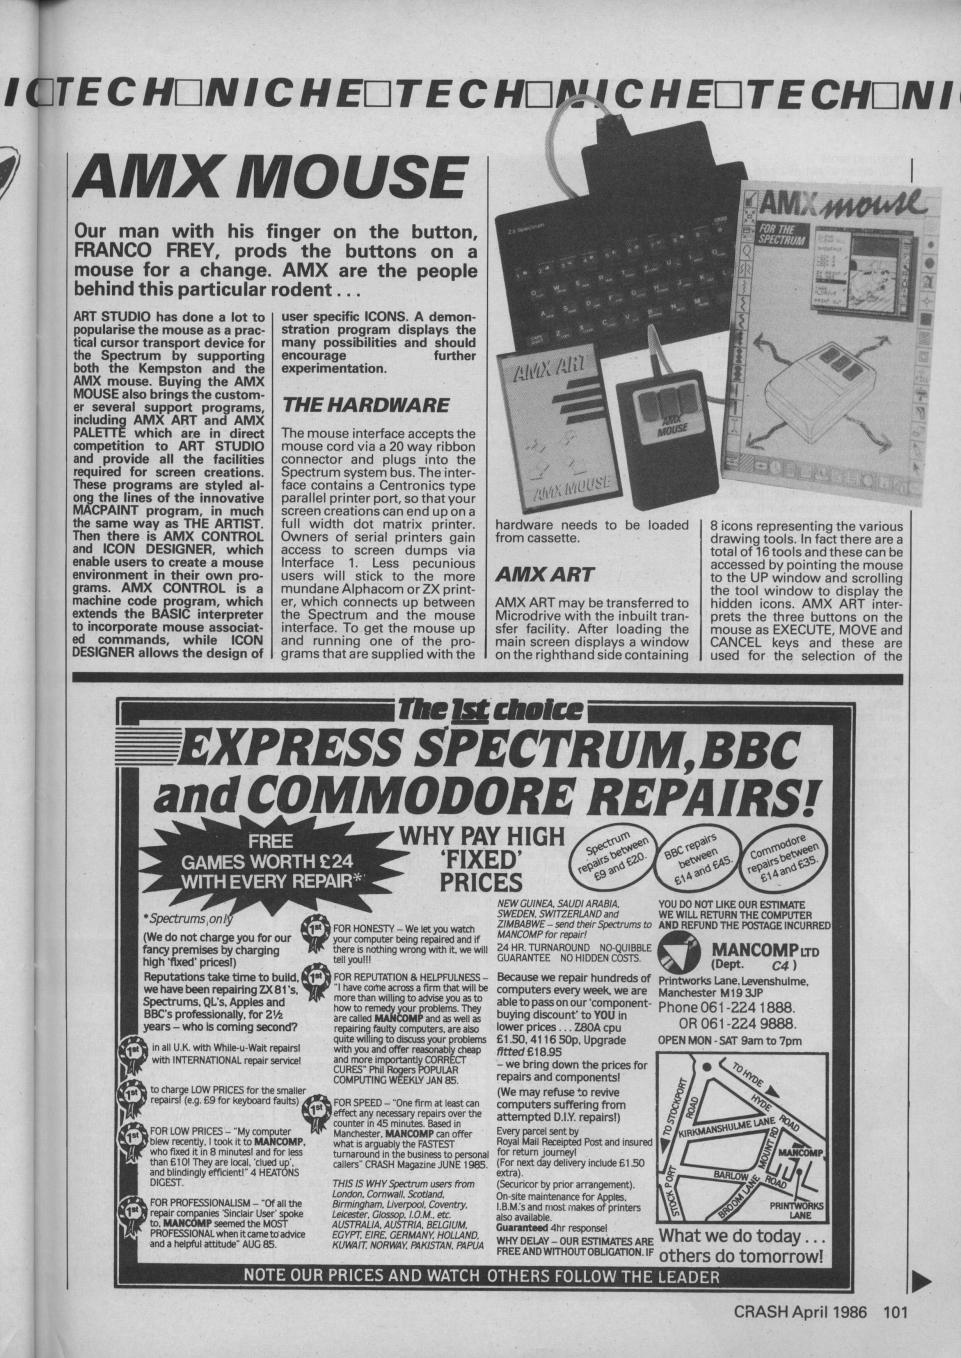 TECH□NICHE□TECH□NICHE□TECH□NI
AMX MOUSE
Our man with his finger on the button,
FRANCO FREY, prods the buttons on a
mouse for a change. AMX are the people
behind this particular rodent . . .
ART STUDIO has done a lot to
popularise the mouse as a prac-
tical cursor transport device for
the Spectrum by supporting
both the Kempston and the
AMX mouse. Buying the AMX
MOUSE also brings the custom-
er several support programs,
including AMX ART and AMX
PALETTE which are in direct
competition to ART STUDIO
and provide all the facilities
required for screen creations.
These programs are styled al-
ong the lines of the innovative
MACPAINT program, in much
the same way as THE ARTIST.
Then there is AMX CONTROL
and ICON DESIGNER, which
enable users to create a mouse
environment in their own pro-
grams. AMX CONTROL is a
machine code program, which
extends the BASIC interpreter
to incorporate mouse associat-
ed commands, while ICON
DESIGNER allows the design of
user specific ICONS. A demon-
stration program displays the
many possibilities and should
encourage further
experimentation.
THE HARDWARE
The mouse interface accepts the
mouse cord via a 20 way ribbon
connector and plugs into the
Spectrum system bus. The inter-
face contains a Centronics type
parallel printer port, so that your
screen creations can end up on a
full width dot matrix printer.
Owners of serial printers gain
access to screen dumps via
Interface 1. Less pecunious
users will stick to the more
mundane Alphacom or ZX print-
er, which connects up between
the Spectrum and the mouse
interface. To get the mouse up
and running one of the pro-
grams that are supplied with the
ZX Spectrum
AMX ART
AMX MOUSE
AMX
MOUSE
AMX mouse
FOR THE
SPECTRUM
hardware needs to be loaded
from cassette.
AMX ART
AMX ART may be transferred to
Microdrive with the inbuilt tran-
sfer facility. After loading the
main screen displays a window
on the righthand side containing
8 icons representing the various
drawing tools. In fact there are a
total of 16 tools and these can be
accessed by pointing the mouse
to the UP window and scrolling
the tool window to display the
hidden icons. AMX ART inter-
prets the three buttons on the
mouse as EXECUTE, MOVE and
CANCEL keys and these are
used for the selection of the
The 1st choice
EXPRESS SPECTRUM, BBC
and COMMODORE REPAIRS!
FREE
GAMES WORTH £24
WITH EVERY REPAIR*
WHY PAY HIGH
'FIXED'
PRICES
Spectrum
repairs between
£9 and £20.
BBC repairs
between
£14 and £45.
Commodore
repairs between
£14 and £35.
*Spectrums only
(We do not charge you for our
fancy premises by charging
high 'fixed' prices!)
Reputations take time to build,
we have been repairing ZX 81's,
Spectrums, QL's, Apples and
BBC's professionally, for 2½
years – who is coming second?
1st
in all U.K. with While-u-Wait repairs!
with INTERNATIONAL repair service!
1st
to charge LOW PRICES for the smaller
repairs! (e.g. £9 for keyboard faults)
1st
FOR LOW PRICES – "My computer
blew recently, I took it to MANCOMP,
who fixed it in 8 minutes! and for less
than £10! They are local, 'clued up',
and blindingly efficient!" 4 HEATONS
DIGEST.
1st
FOR PROFESSIONALISM – "Of all the
repair companies 'Sinclair User' spoke
to, MANCOMP seemed the MOST
PROFESSIONAL when it came to advice
and a helpful attitude" AUG 85.
1st
FOR HONESTY – We let you watch
your computer being repaired and if
there is nothing wrong with it, we will
tell you!!!
1st
FOR REPUTATION & HELPFULNESS –
"I have come across a firm that will be
more than willing to advise you as to
how to remedy your problems. They
are called MANCOMP and as well as
repairing faulty computers, are also
quite willing to discuss your problems
with you and offer reasonably cheap
and more importantly CORRECT
CURES" Phil Rogers POPULAR
COMPUTING WEEKLY JAN 85.
1st
FOR SPEED – "One firm at least can
effect any necessary repairs over the
counter in 45 minutes. Based in
Manchester, MANCOMP can offer
what is arguably the FASTEST
turnaround in the business to personal
callers" CRASH Magazine JUNE 1985.
THIS IS WHY Spectrum users from
London, Cornwall, Scotland,
Birmingham, Liverpool, Coventry,
Leicester, Glossop, I.O.M., etc.
AUSTRALIA, AUSTRIA, BELGIUM,
EGYPT, EIRE, GERMANY, HOLLAND,
KUWAIT, NORWAY, PAKISTAN, PAPUA
NEW GUINEA, SAUDI ARABIA,
SWEDEN, SWITZERLAND and
ZIMBABWE – send their Spectrums to
MANCOMP for repair!
24 HR. TURNAROUND NO-QUIBBLE
GUARANTEE NO HIDDEN COSTS.
Because we repair hundreds of
computers every week, we are
able to pass on our 'component-
buying discount' to YOU in
lower prices . . . Z80A cpu
£1.50, 4116 50p, Upgrade
fitted £18.95
– we bring down the prices for
repairs and components!
(We may refuse to revive
computers suffering from
attempted D.I.Y. repairs!)
Every parcel sent by
Royal Mail Receipted Post and insured
for return journey!
(For next day delivery include £1.50
extra).
(Securicor by prior arrangement).
On-site maintenance for Apples,
I.B.M.'s and most makes of printers
also available.
Guaranteed 4hr response!
WHY DELAY – OUR ESTIMATES ARE
FREE AND WITHOUT OBLIGATION. IF
YOU DO NOT LIKE OUR ESTIMATE
WE WILL RETURN THE COMPUTER
AND REFUND THE POSTAGE INCURRED
MANCOMP LTD
(Dept. C4 )
Printworks Lane, Levenshulme,
Manchester M19 3JP
Phone 061-224 1888.
OR 061-224 9888.
OPEN MON - SAT 9am to 7pm
TO HYDE
TO STOCKPORT
ROAD
HYDE ROAD
KIRKMANSHULME LANE
MOUNT RD
MANCOMP
BARLOW ROAD
STOCKPORT
BROOM LANE
PRINTWORKS
LANE
What we do today . . .
others do tomorrow!
NOTE OUR PRICES AND WATCH OTHERS FOLLOW THE LEADER
CRASH April 1986 101